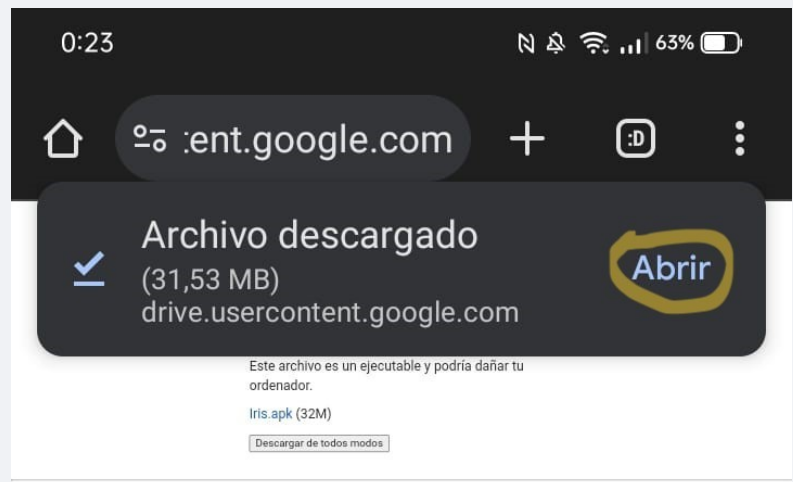 0:23
63%
:ent.google.com
:D
Archivo descargado
(31,53 MB)
Abrir
drive.usercontent.google.com
Este archivo es un ejecutable y podría dañar tu
ordenador.
Iris.apk (32M)
Descargar de todos modos